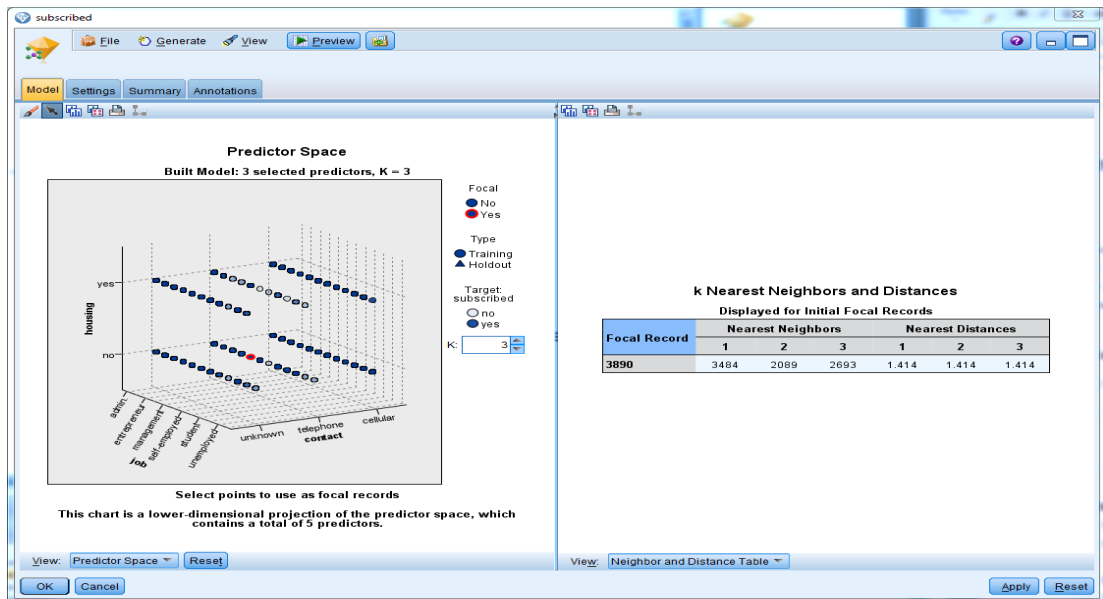 subscribed
File Generate View Preview
Model Settings Summary Annotations
Predictor Space
Built Model: 3 selected predictors, K = 3
Focal
No
Yes
Type
Training
Holdout
Target:
subscribed
no
yes
K: 3
yes
no
housing
admin.
entrepreneur
management
self-employed
student
unemployed
job
unknown
telephone
cellular
contact
Select points to use as focal records
This chart is a lower-dimensional projection of the predictor space, which
contains a total of 5 predictors.
View: Predictor Space Reset
k Nearest Neighbors and Distances
Displayed for Initial Focal Records
Focal Record Nearest Neighbors Nearest Distances
1 2 3 1 2 3
3890 3484 2089 2693 1.414 1.414 1.414
View: Neighbor and Distance Table
OK Cancel Apply Reset